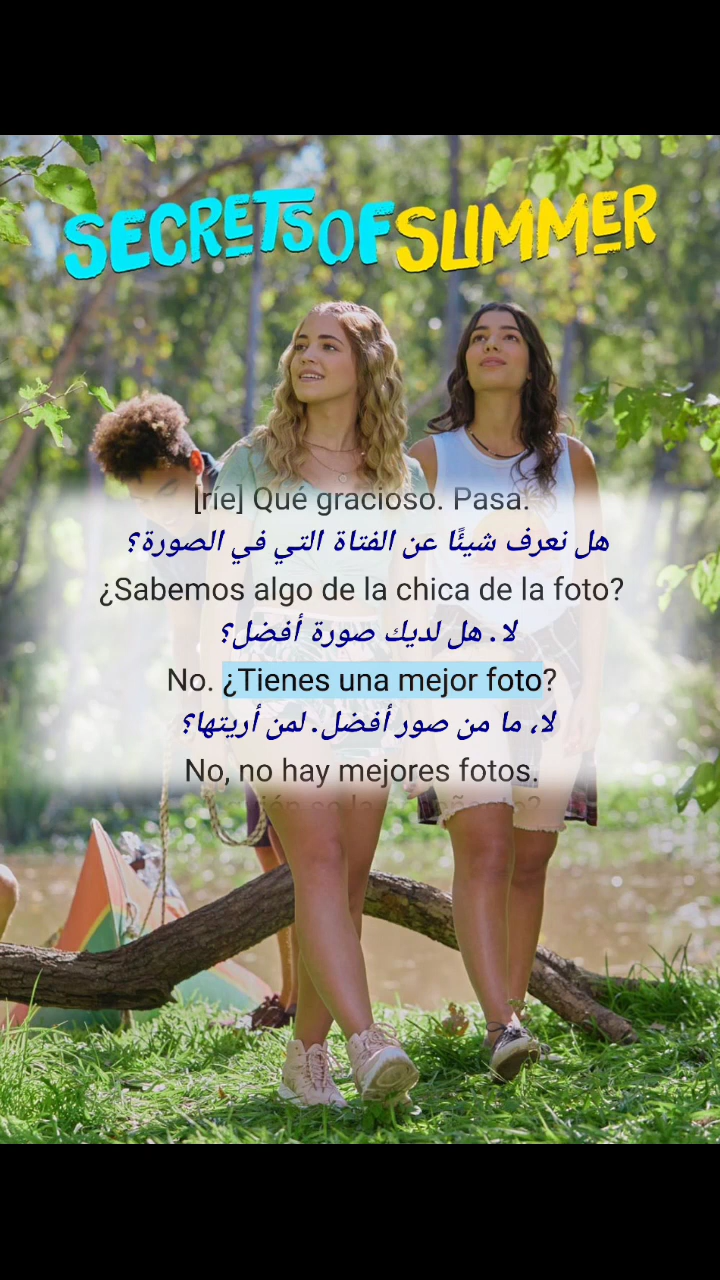 SECRETS OF SUMMER
[ríe] Qué gracioso. Pasa.
هل نعرف شيئًا عن الفتاة التي في الصورة؟
¿Sabemos algo de la chica de la foto?
لا. هل لديك صورة أفضل؟
No. ¿Tienes una mejor foto?
لا، ما من صور أفضل. لمن أريتها؟
No, no hay mejores fotos.